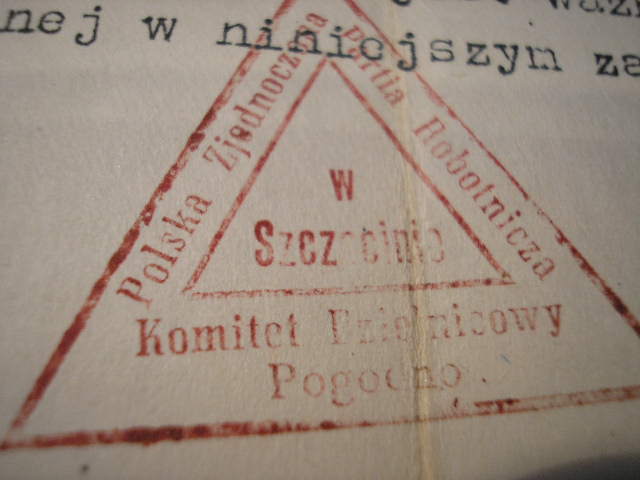 nej w niniejszym za
Polska Zjednoczona
Partia Robotnicza
w
Szczecinie
Komitet Dzielnicowy
Pogodno.